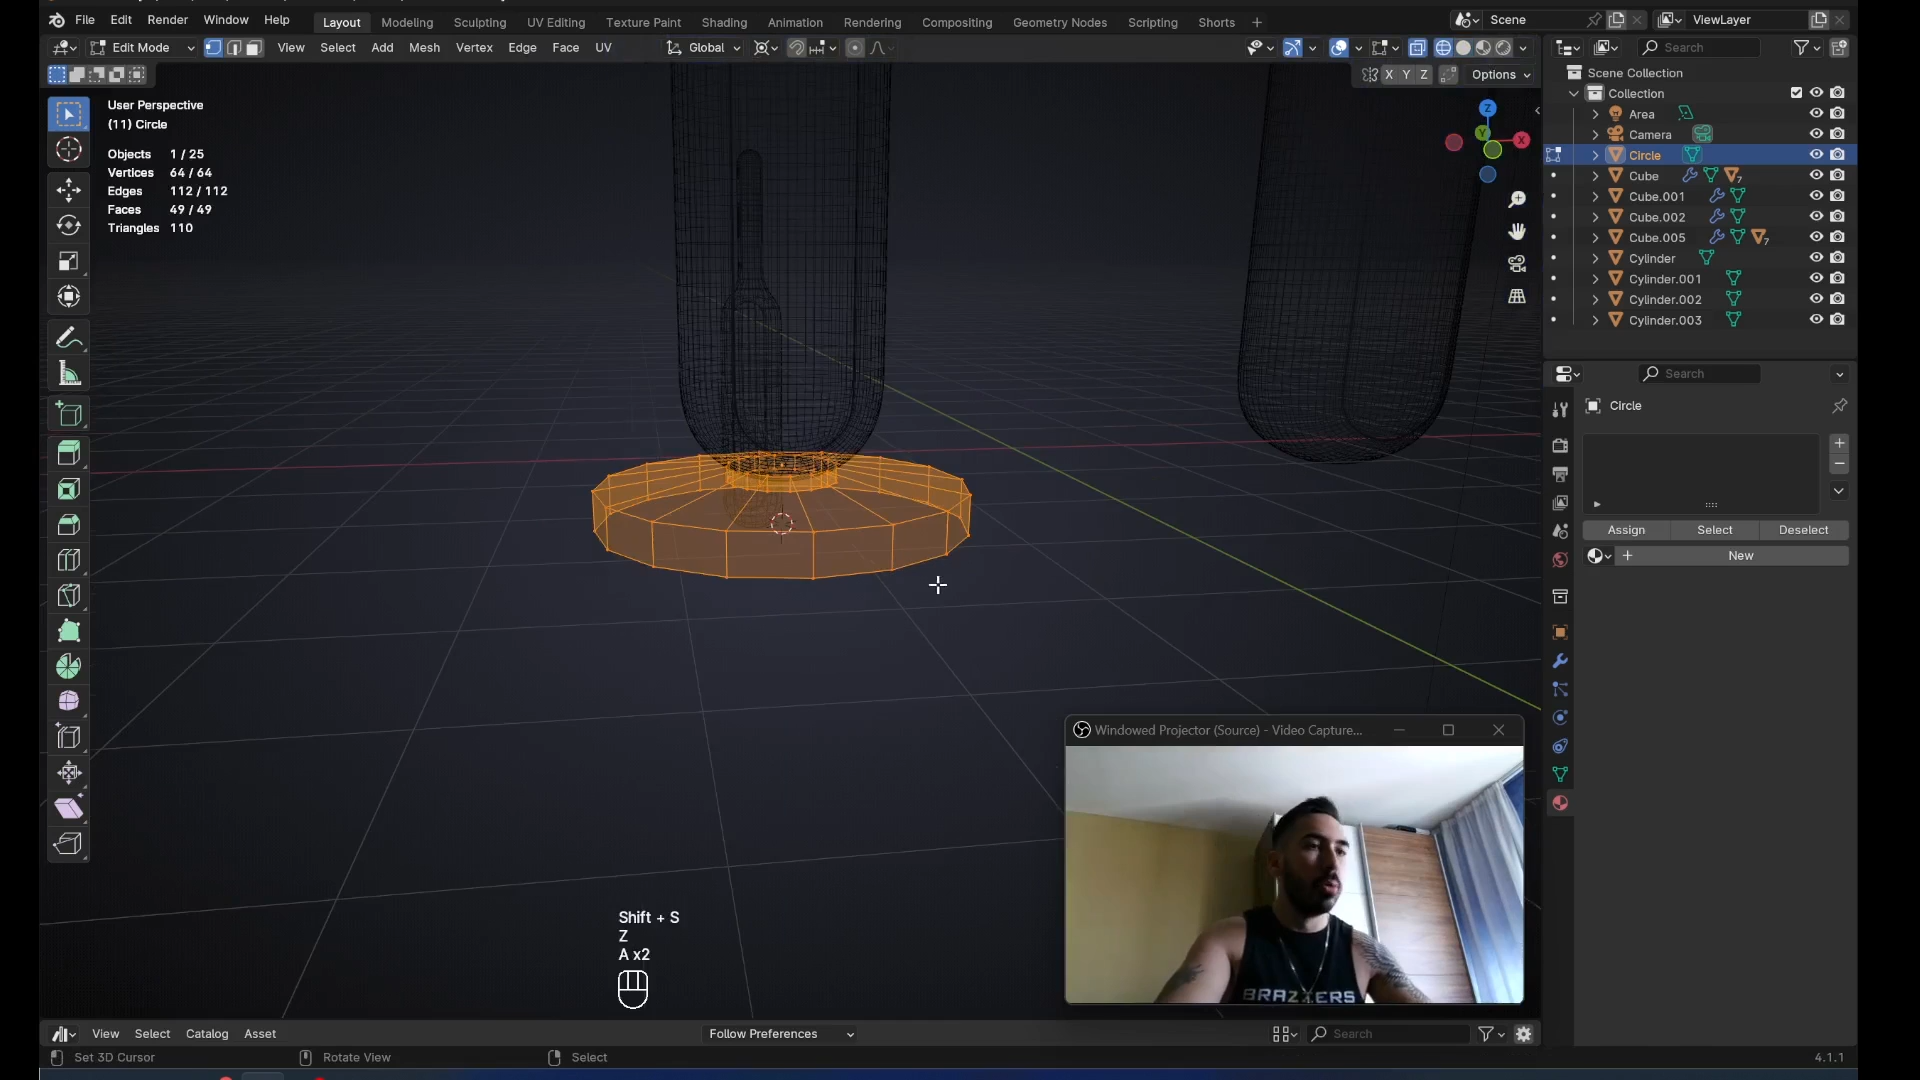 File Edit Render Window Help Layout Modeling Sculpting UV Editing Texture Paint Shading Animation Rendering Compositing Geometry Nodes Scripting Shorts + Scene ViewLayer
Edit Mode View Select Add Mesh Vertex Edge Face UV Global Search
X Y Z Options
User Perspective
(11) Circle
Objects 1 / 25
Vertices 64 / 64
Edges 112 / 112
Faces 49 / 49
Triangles 110
Z
Y
X
Scene Collection
Collection
Area
Camera
Circle
Cube 7
Cube.001
Cube.002
Cube.005 7
Cylinder
Cylinder.001
Cylinder.002
Cylinder.003
Search
Circle
Assign Select Deselect
New
Windowed Projector (Source) - Video Capture...
BRAZZERS
Shift + S
Z
A x2
View Select Catalog Asset Follow Preferences Search
Set 3D Cursor Rotate View Select 4.1.1